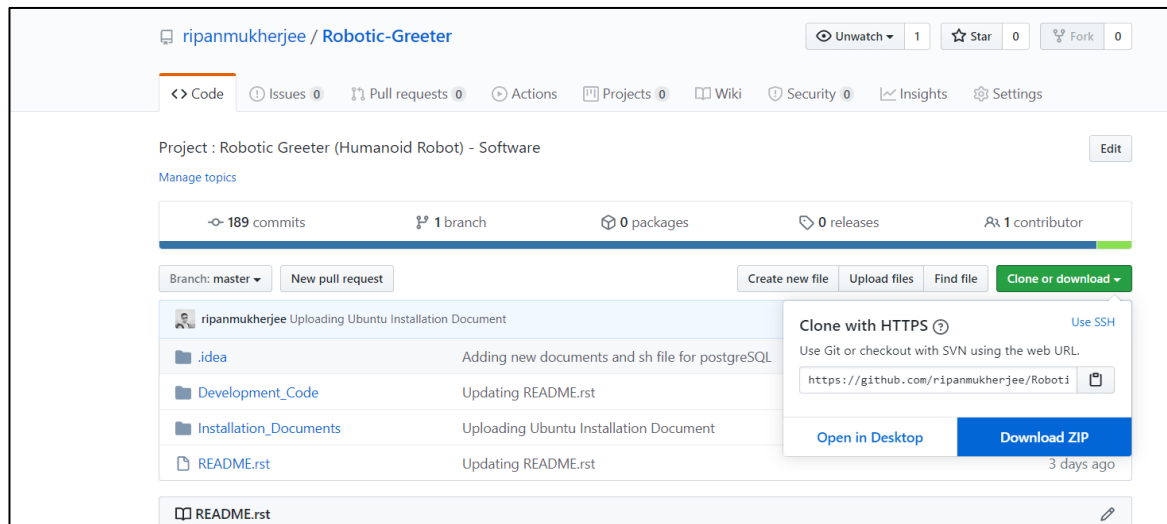 ripanmukherjee / Robotic-Greeter
Unwatch 1 Star 0 Fork 0
Code Issues 0 Pull requests 0 Actions Projects 0 Wiki Security 0 Insights Settings
Project : Robotic Greeter (Humanoid Robot) - Software Edit
Manage topics
189 commits 1 branch 0 packages 0 releases 1 contributor
Branch: master New pull request Create new file Upload files Find file Clone or download
ripanmukherjee Uploading Ubuntu Installation Document
.idea Adding new documents and sh file for postgreSQL
Development_Code Updating README.rst
Installation_Documents Uploading Ubuntu Installation Document
README.rst Updating README.rst 3 days ago
Clone with HTTPS ? Use SSH
Use Git or checkout with SVN using the web URL.
https://github.com/ripanmukherjee/Roboti
Open in Desktop Download ZIP
README.rst